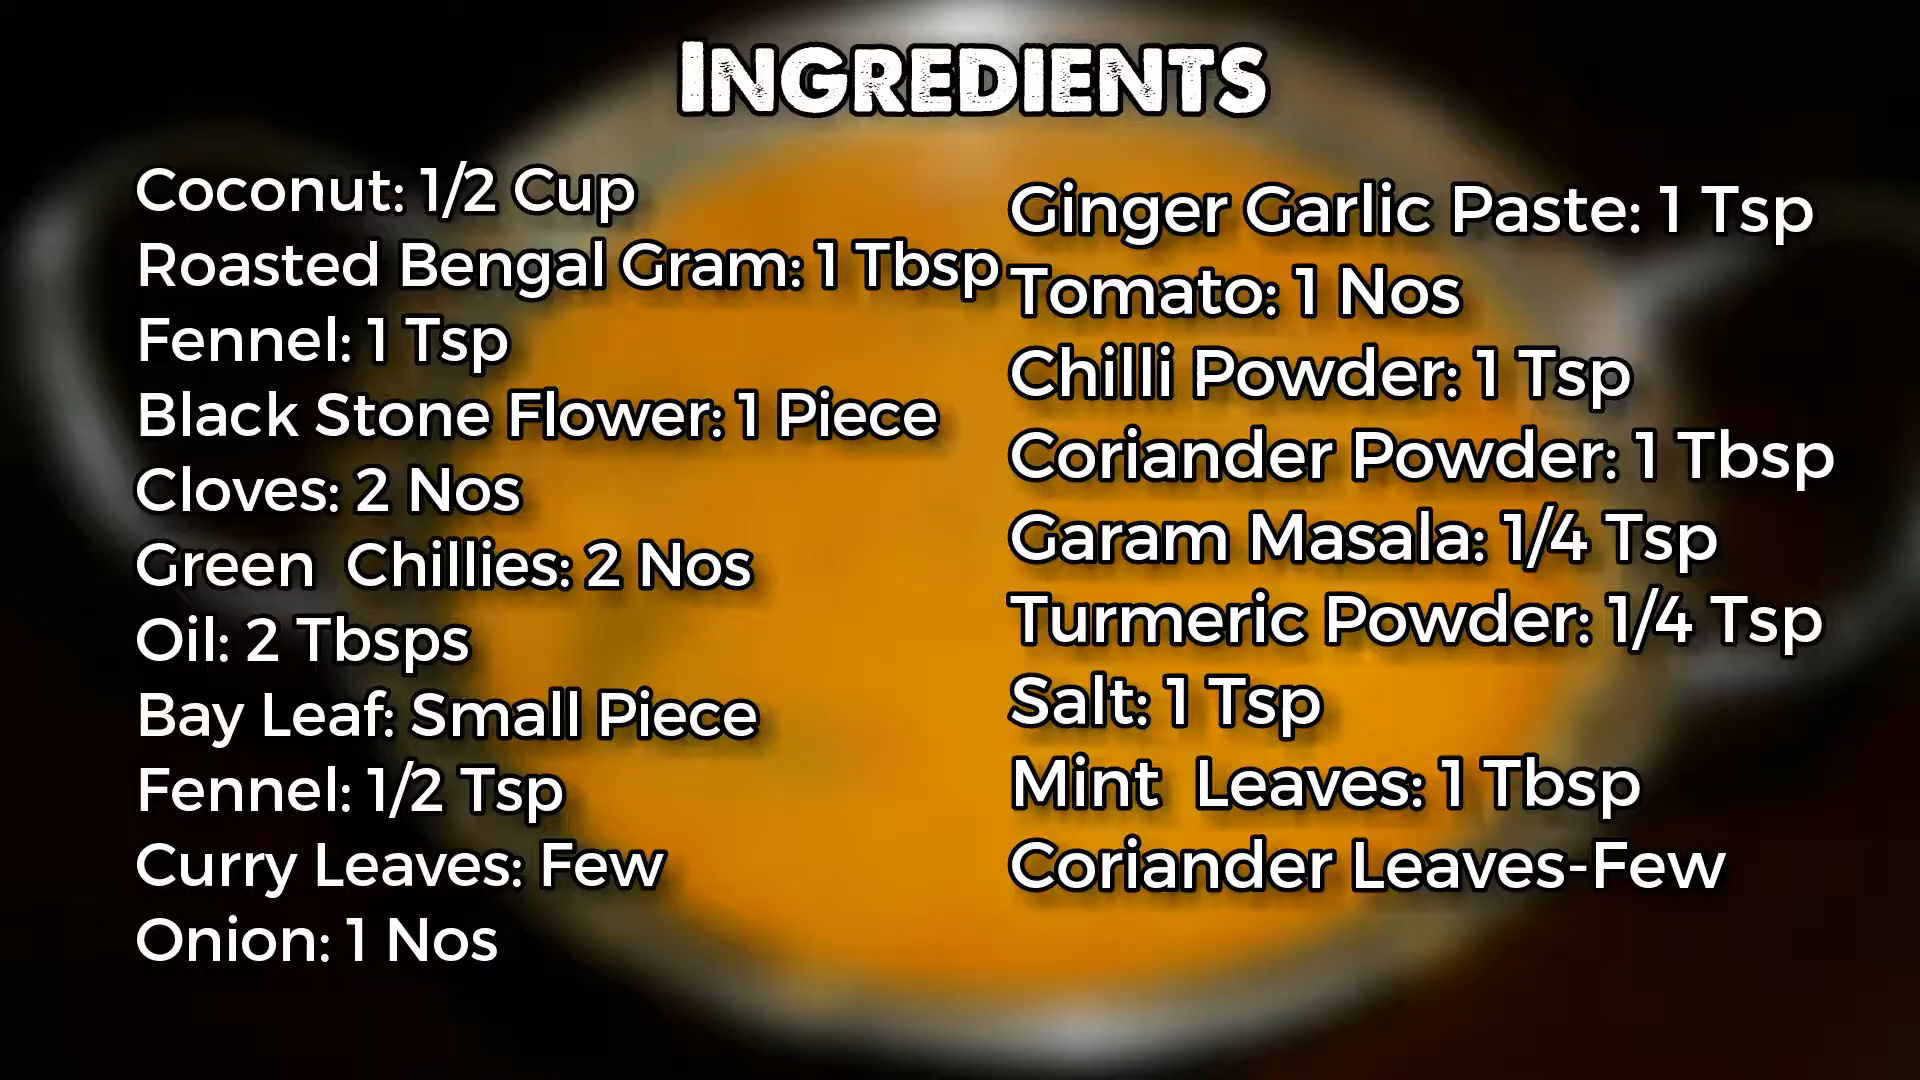 Ingredients
Coconut: 1/2 Cup
Roasted Bengal Gram: 1 Tbsp
Fennel: 1 Tsp
Black Stone Flower: 1 Piece
Cloves: 2 Nos
Green  Chillies: 2 Nos
Oil: 2 Tbsps
Bay Leaf: Small Piece
Fennel: 1/2 Tsp
Curry Leaves: Few
Onion: 1 Nos
Ginger Garlic Paste: 1 Tsp
Tomato: 1 Nos
Chilli Powder: 1 Tsp
Coriander Powder: 1 Tbsp
Garam Masala: 1/4 Tsp
Turmeric Powder: 1/4 Tsp
Salt: 1 Tsp
Mint  Leaves: 1 Tbsp
Coriander Leaves-Few